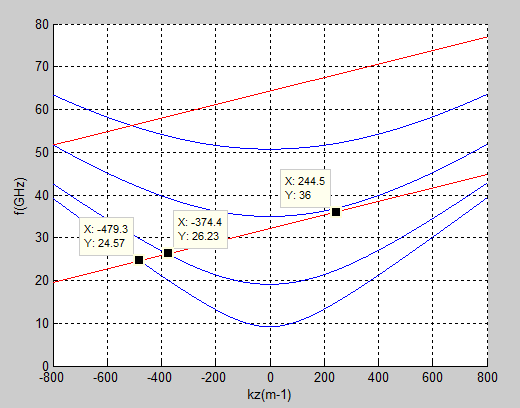 80
70
60
50
40
30
20
10
0
f(GHz)
X: 244.5
Y: 36
X: -374.4
Y: 26.23
X: -479.3
Y: 24.57
-800 -600 -400 -200 0 200 400 600 800
kz(m-1)